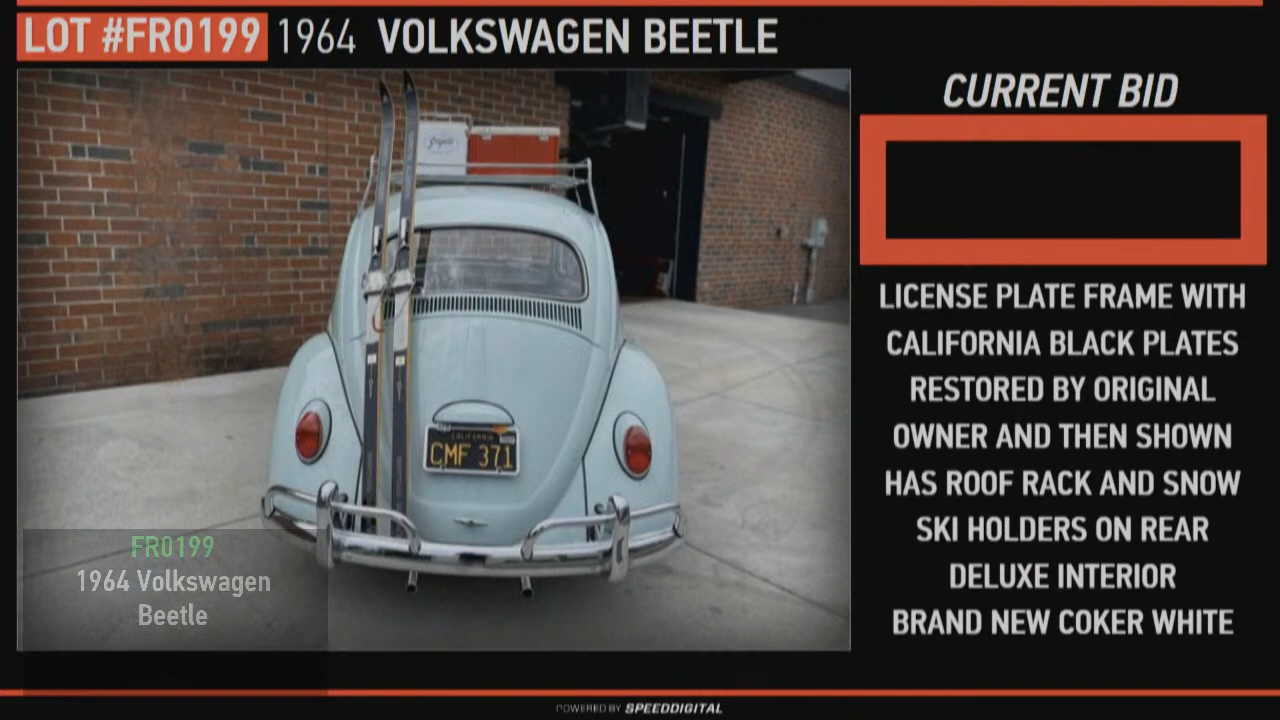 LOT #FR0199 1964 VOLKSWAGEN BEETLE
CURRENT BID
LICENSE PLATE FRAME WITH
CALIFORNIA BLACK PLATES
RESTORED BY ORIGINAL
OWNER AND THEN SHOWN
HAS ROOF RACK AND SNOW
SKI HOLDERS ON REAR
DELUXE INTERIOR
BRAND NEW COKER WHITE
CALIFORNIA
CMF 371
FR0199
1964 Volkswagen
Beetle
POWERED BY SPEEDDIGITAL